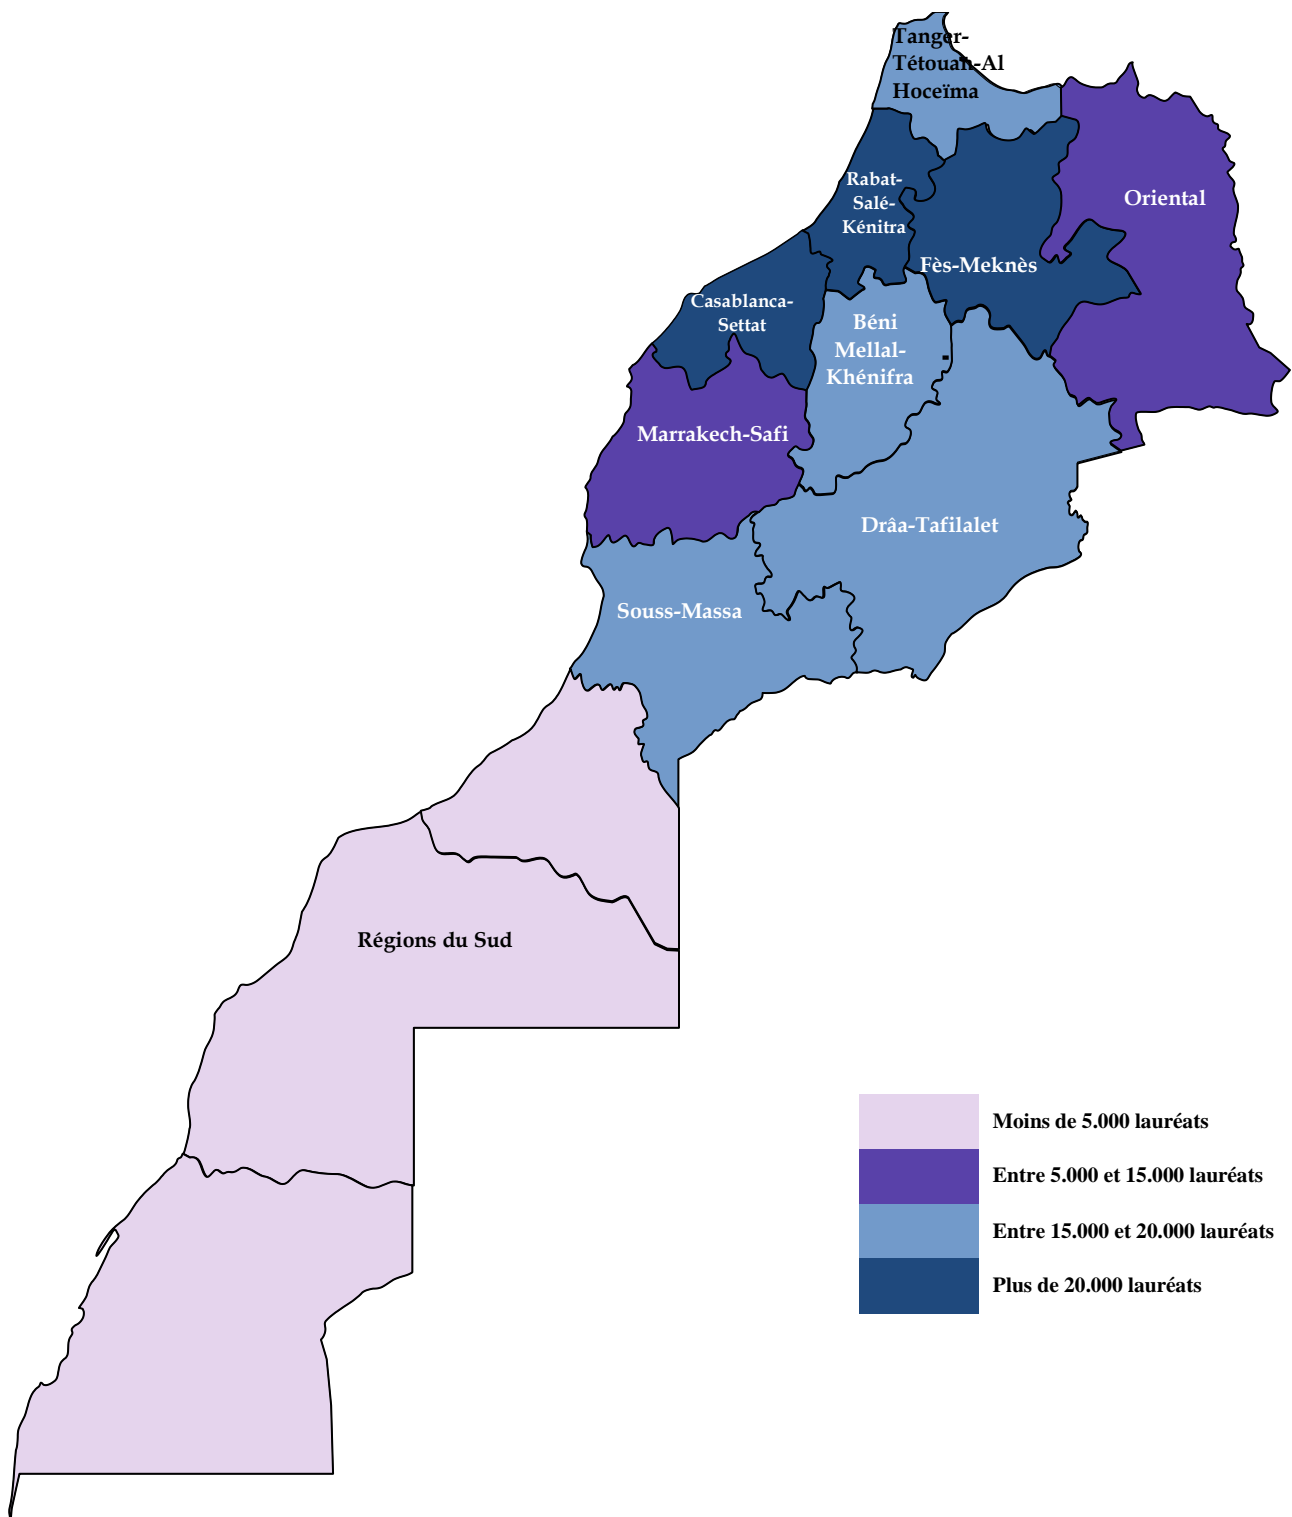 Tanger-
Tétouan-Al
Hoceïma
Rabat-
Salé-
Kénitra
Oriental
Fès-Meknès
Casablanca-
Settat
Béni
Mellal-
Khénifra
Marrakech-Safi
Drâa-Tafilalet
Souss-Massa
Régions du Sud
Moins de 5.000 lauréats
Entre 5.000 et 15.000 lauréats
Entre 15.000 et 20.000 lauréats
Plus de 20.000 lauréats